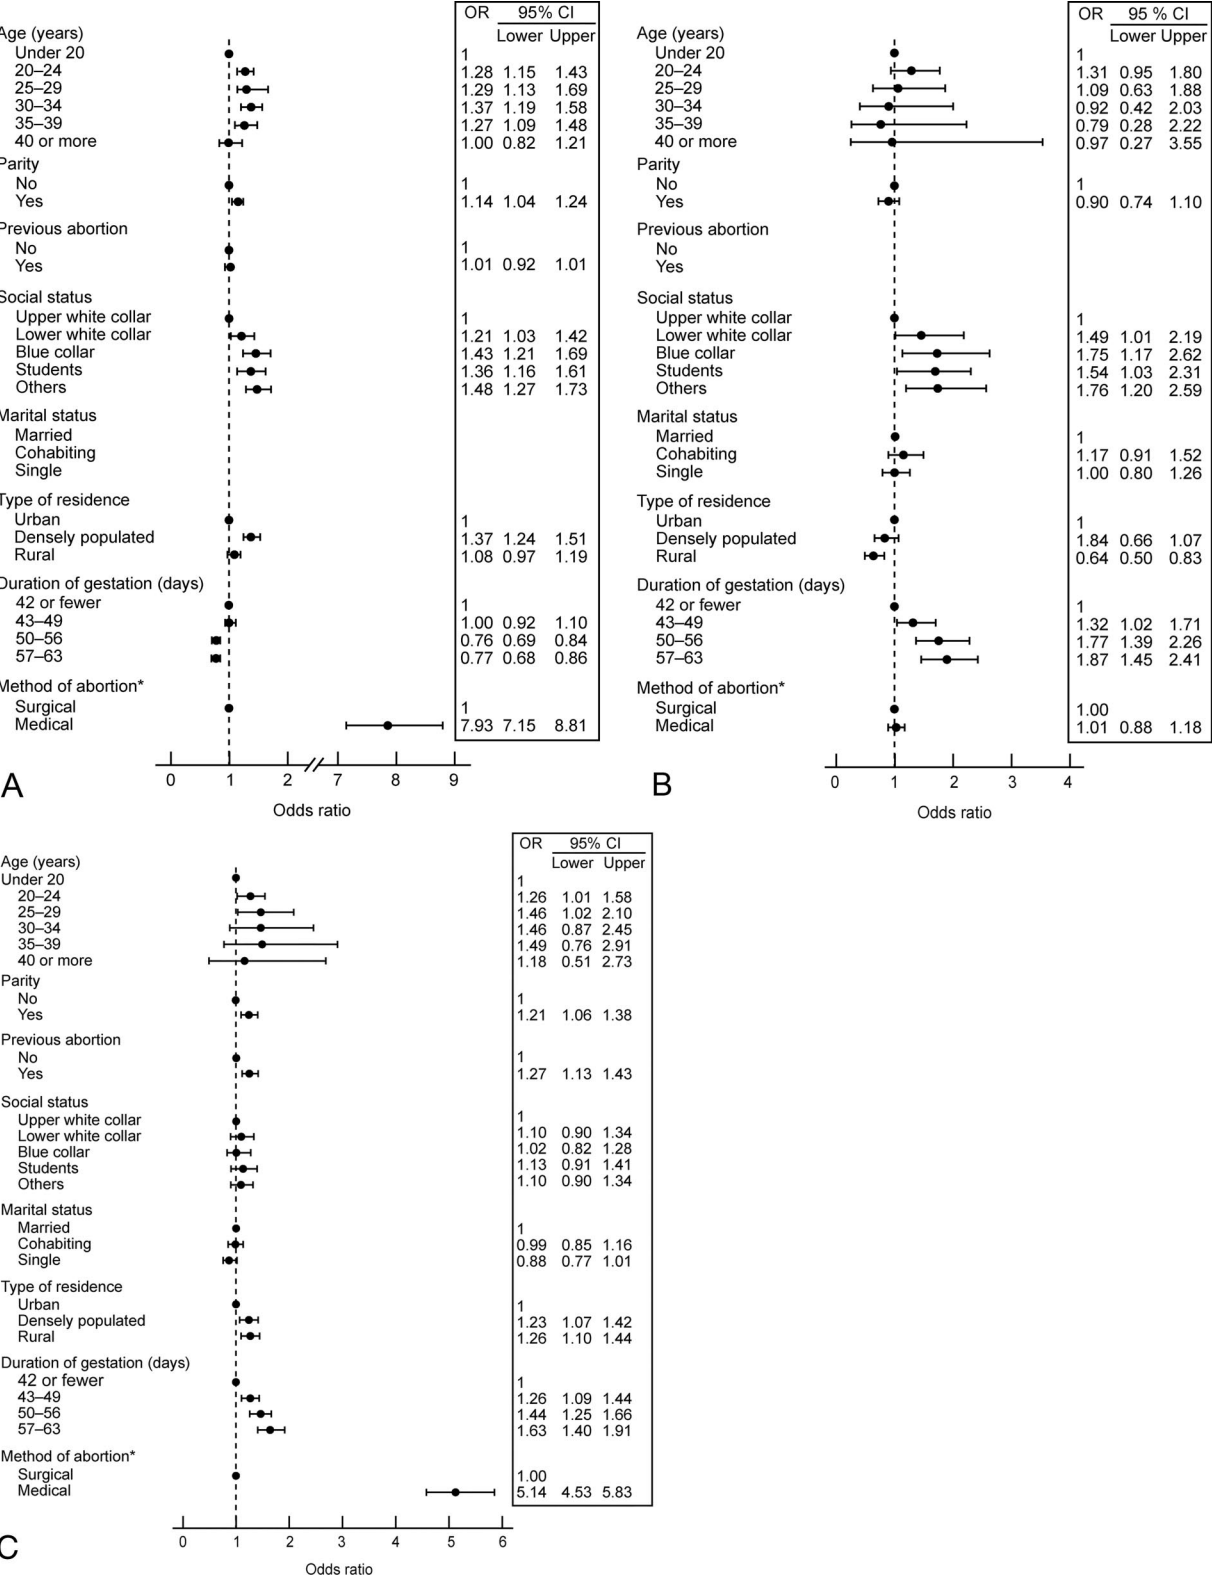 OR 95% CI
Lower Upper
Age (years)
Under 20 1
20–24 1.28 1.15 1.43
25–29 1.29 1.13 1.69
30–34 1.37 1.19 1.58
35–39 1.27 1.09 1.48
40 or more 1.00 0.82 1.21
Parity
No 1
Yes 1.14 1.04 1.24
Previous abortion
No 1
Yes 1.01 0.92 1.01
Social status
Upper white collar 1
Lower white collar 1.21 1.03 1.42
Blue collar 1.43 1.21 1.69
Students 1.36 1.16 1.61
Others 1.48 1.27 1.73
Marital status
Married
Cohabiting
Single
Type of residence
Urban 1
Densely populated 1.37 1.24 1.51
Rural 1.08 0.97 1.19
Duration of gestation (days)
42 or fewer 1
43–49 1.00 0.92 1.10
50–56 0.76 0.69 0.84
57–63 0.77 0.68 0.86
Method of abortion*
Surgical 1
Medical 7.93 7.15 8.81
0 1 2 7 8 9
A
Odds ratio
OR 95 % CI
Lower Upper
Age (years)
Under 20 1
20–24 1.31 0.95 1.80
25–29 1.09 0.63 1.88
30–34 0.92 0.42 2.03
35–39 0.79 0.28 2.22
40 or more 0.97 0.27 3.55
Parity
No 1
Yes 0.90 0.74 1.10
Previous abortion
No
Yes
Social status
Upper white collar 1
Lower white collar 1.49 1.01 2.19
Blue collar 1.75 1.17 2.62
Students 1.54 1.03 2.31
Others 1.76 1.20 2.59
Marital status
Married 1
Cohabiting 1.17 0.91 1.52
Single 1.00 0.80 1.26
Type of residence
Urban 1
Densely populated 1.84 0.66 1.07
Rural 0.64 0.50 0.83
Duration of gestation (days)
42 or fewer 1
43–49 1.32 1.02 1.71
50–56 1.77 1.39 2.26
57–63 1.87 1.45 2.41
Method of abortion*
Surgical 1.00
Medical 1.01 0.88 1.18
0 1 2 3 4
B
Odds ratio
OR 95% CI
Lower Upper
Age (years)
Under 20 1
20–24 1.26 1.01 1.58
25–29 1.46 1.02 2.10
30–34 1.46 0.87 2.45
35–39 1.49 0.76 2.91
40 or more 1.18 0.51 2.73
Parity
No 1
Yes 1.21 1.06 1.38
Previous abortion
No 1
Yes 1.27 1.13 1.43
Social status
Upper white collar 1
Lower white collar 1.10 0.90 1.34
Blue collar 1.02 0.82 1.28
Students 1.13 0.91 1.41
Others 1.10 0.90 1.34
Marital status
Married 1
Cohabiting 0.99 0.85 1.16
Single 0.88 0.77 1.01
Type of residence
Urban 1
Densely populated 1.23 1.07 1.42
Rural 1.26 1.10 1.44
Duration of gestation (days)
42 or fewer 1
43–49 1.26 1.09 1.44
50–56 1.44 1.25 1.66
57–63 1.63 1.40 1.91
Method of abortion*
Surgical 1.00
Medical 5.14 4.53 5.83
0 1 2 3 4 5 6
C
Odds ratio